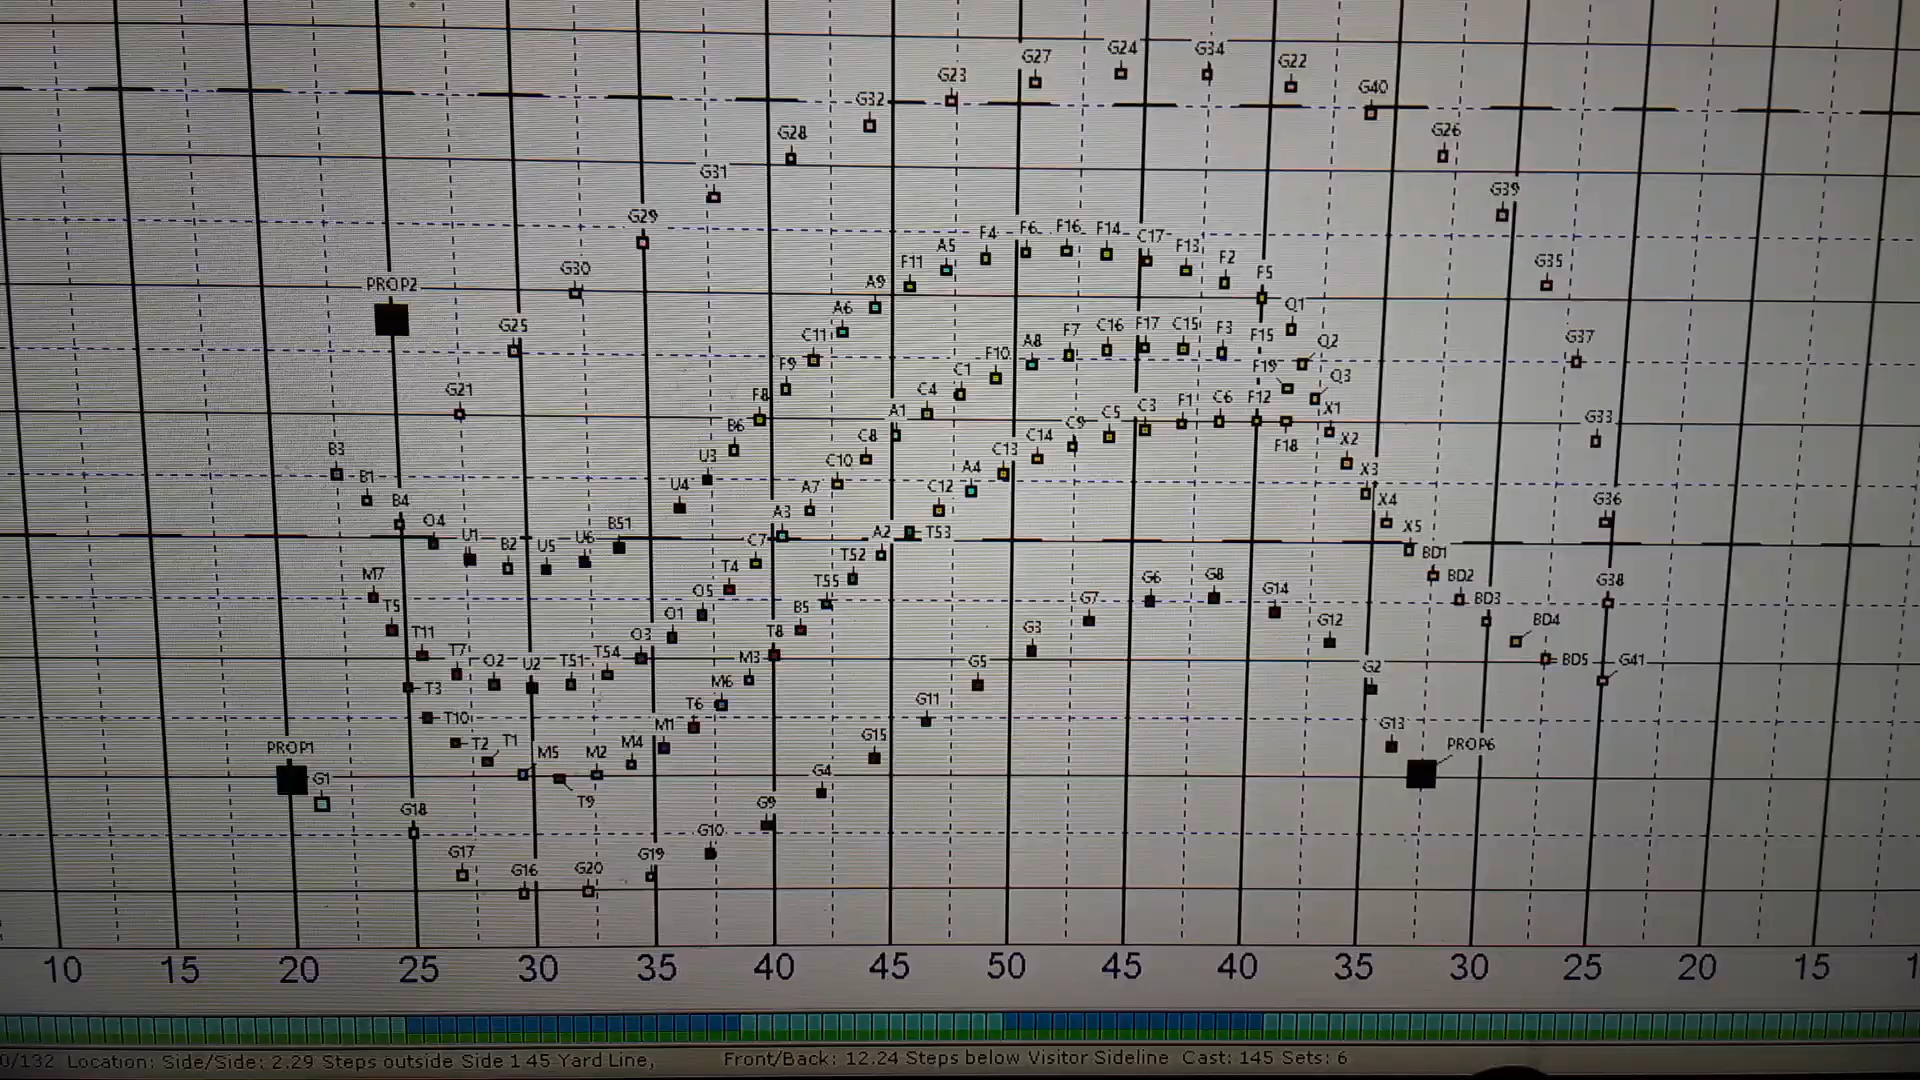 G27 G24 G34 G22
G23 G40
G32
G28 G26
G31 G39
G29
G30 G35
PROP2
A5 F4 F6 F16 F14 C17 F13 F2 F5
F11
A9
A6 Q1
G25 C11 F7 C16 F17 C15 F3 F15 Q2 G37
F10 A8
F9 C1 F19 Q3
G21 F8 C4 F12 X1
A1 C3 F1 C6 G33
B6 C8 C14 C9 C5 F18 X2
B3 U3 C10 A4 C13 X3
B1 U4 A7 C12 X4 G36
B4 O4 B51 A3 X5
U1 B2 U5 U6 C7 A2 T53 BD1
M7 T4 T52 G6 G8 BD2 G38
T5 O5 T55 G7 G14 BD3
T11 O1 B5 G3 G12 BD4
T7 O2 U2 T51 T54 O3 T8 G5 G2 BD5 G41
T3 M3
T10 M6 G11
T2 T1 M5 M2 M4 M1 T6 G15 G13 PROP6
PROP1 G1 T9 G4
G18 G9
G17 G16 G20 G19 G10
10 15 20 25 30 35 40 45 50 45 40 35 30 25 20 15 1
0/132 Location: Side/Side: 2.29 Steps outside Side 1 45 Yard Line, Front/Back: 12.24 Steps below Visitor Sideline Cast: 145 Sets: 6